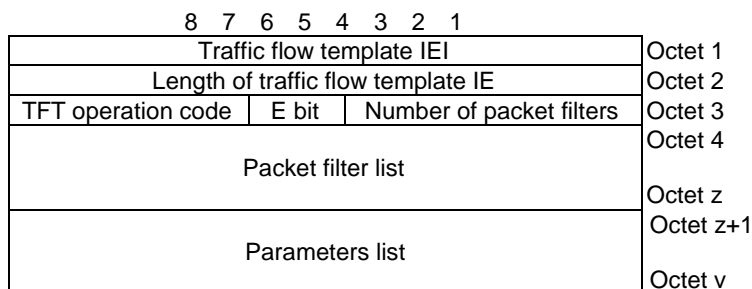 8 7 6 5 4 3 2 1
Traffic flow template IEI Octet 1
Length of traffic flow template IE Octet 2
TFT operation code E bit Number of packet filters Octet 3
Octet 4
Packet filter list
Octet z
Octet z+1
Parameters list
Octet v